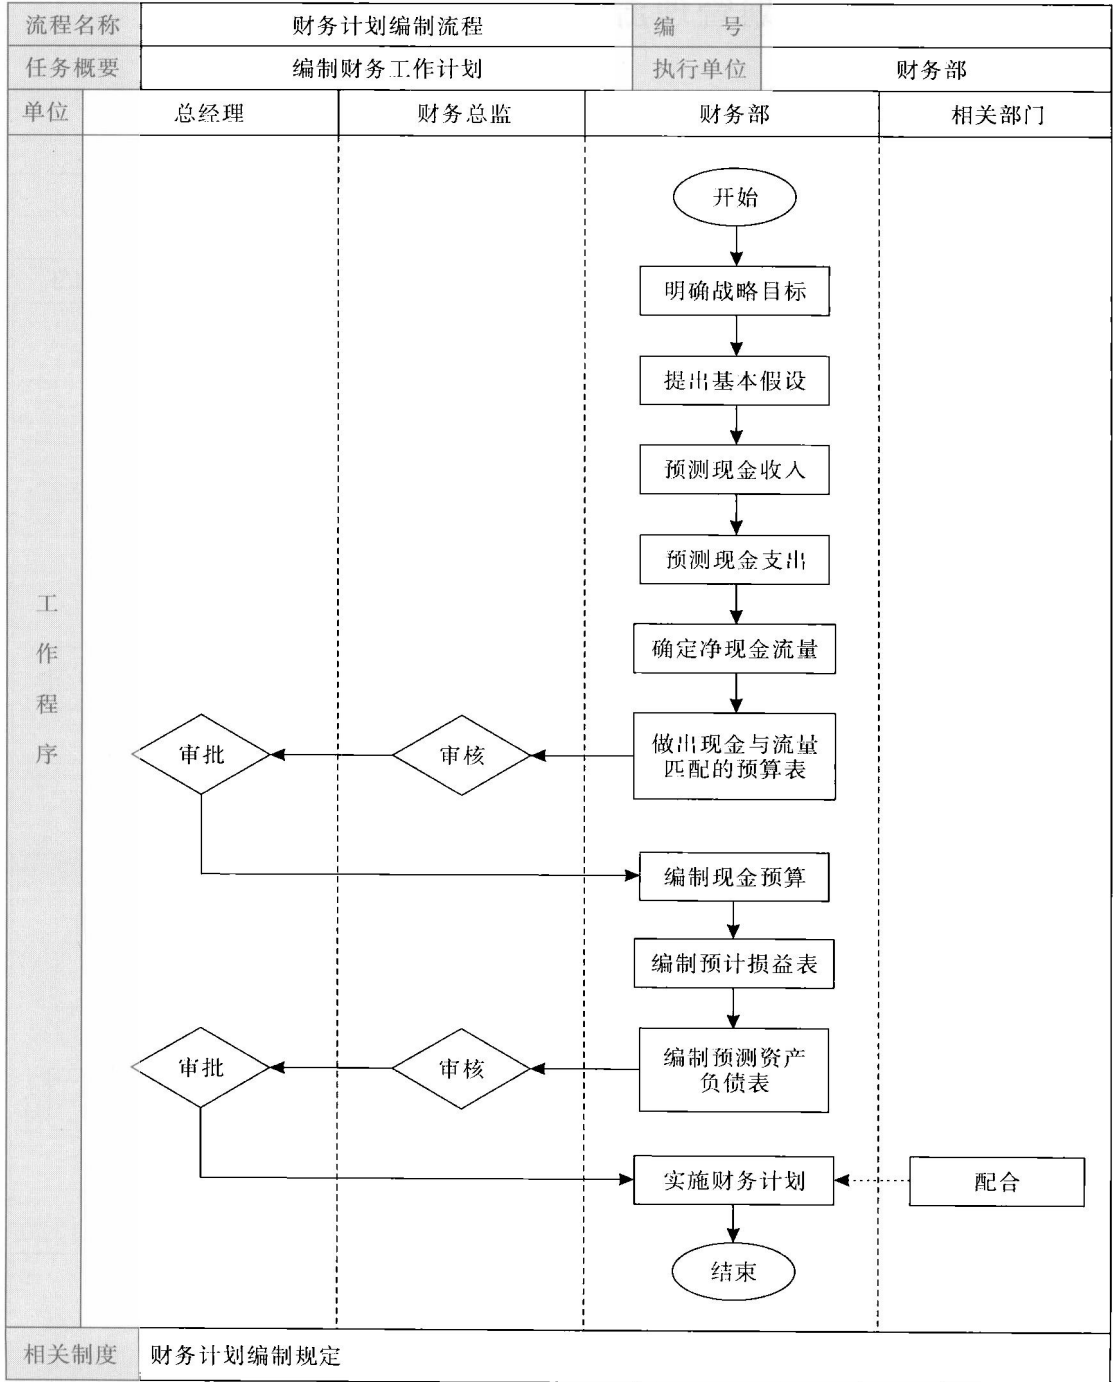 流程名称 财务计划编制流程 编 号
任务概要 编制财务工作计划 执行单位 财务部
单位 总经理 财务总监 财务部 相关部门
开始
明确战略目标
提出基本假设
预测现金收入
预测现金支出
工
作
程
序
确定净现金流量
审批 审核 做出现金与流量
匹配的预算表
编制现金预算
编制预计损益表
审批 审核 编制预测资产
负债表
实施财务计划 配合
结束
相关制度 财务计划编制规定